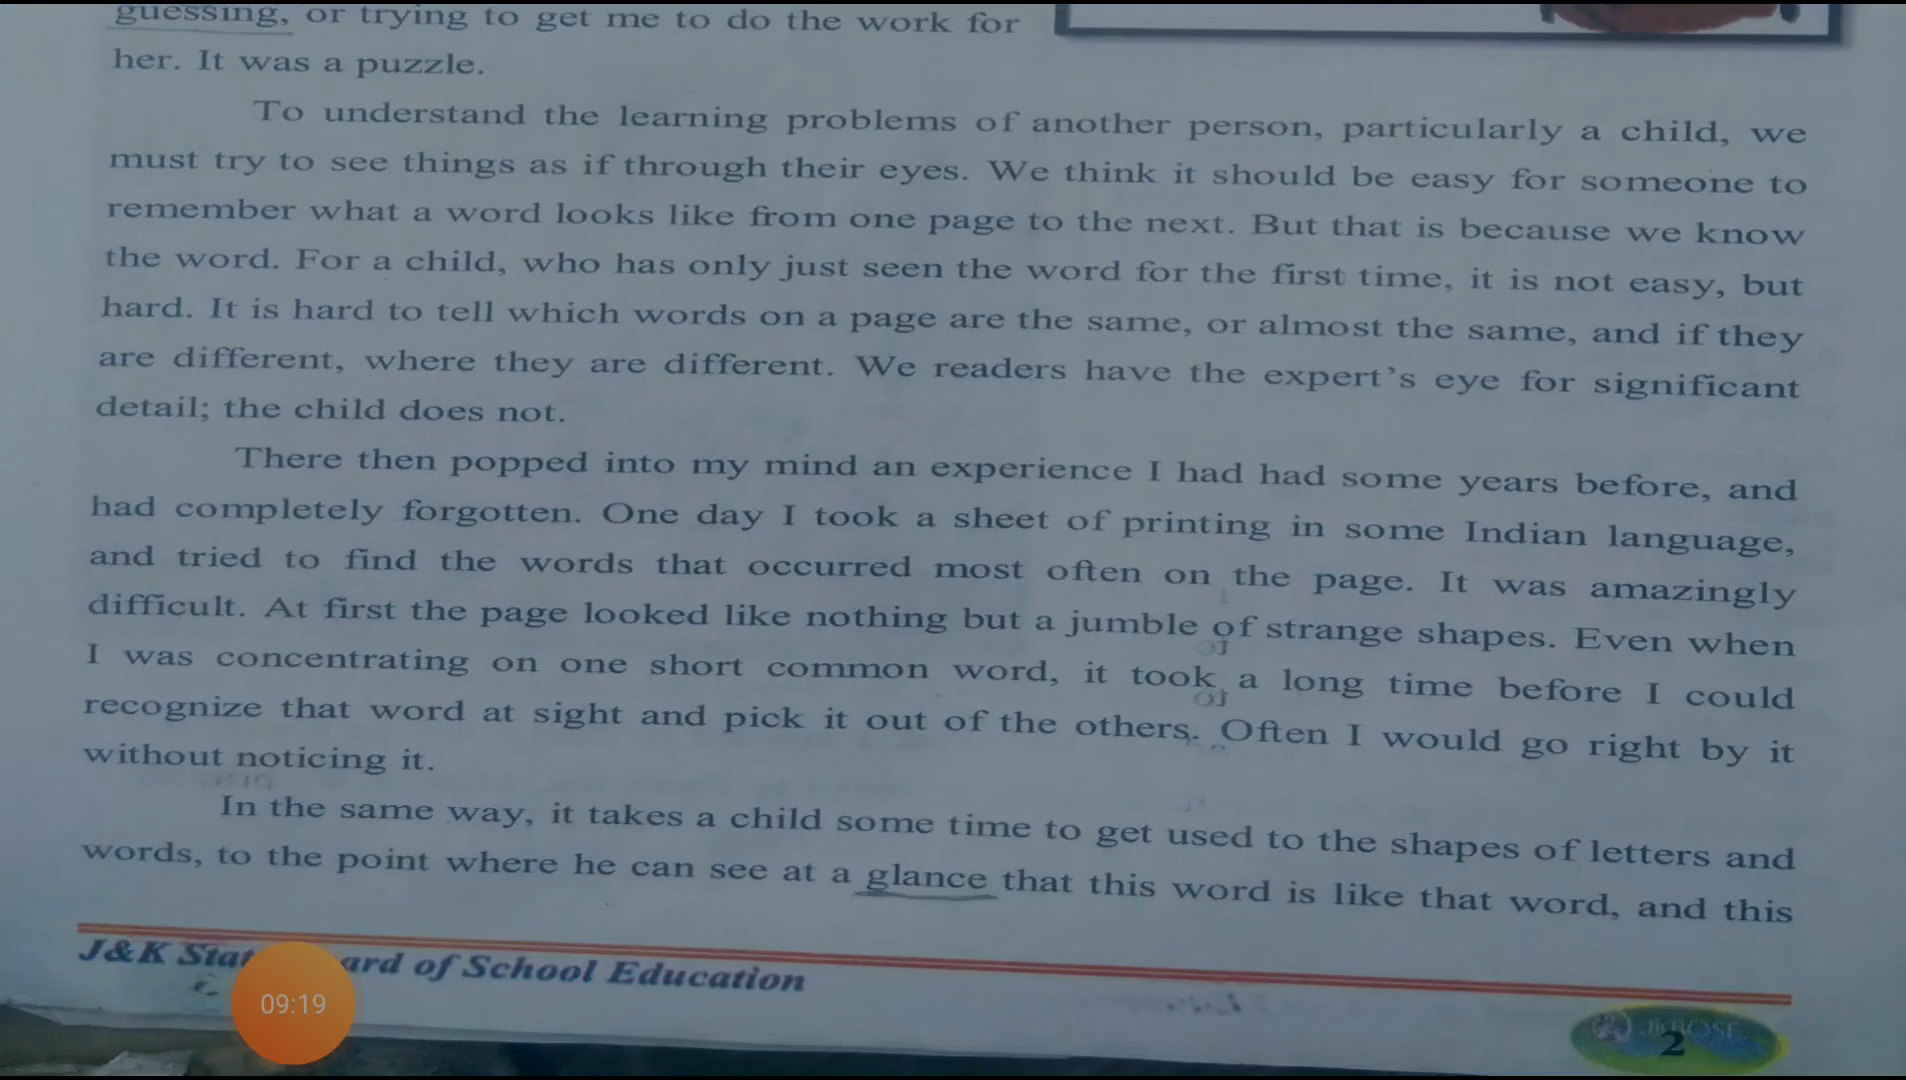 guessing, or trying to get me to do the work for
her. It was a puzzle.
To understand the learning problems of another person, particularly a child, we
must try to see things as if through their eyes. We think it should be easy for someone to
remember what a word looks like from one page to the next. But that is because we know
the word. For a child, who has only just seen the word for the first time, it is not easy, but
hard. It is hard to tell which words on a page are the same, or almost the same, and if they
are different, where they are different. We readers have the expert’s eye for significant
detail; the child does not.
There then popped into my mind an experience I had had some years before, and
had completely forgotten. One day I took a sheet of printing in some Indian language,
and tried to find the words that occurred most often on the page. It was amazingly
difficult. At first the page looked like nothing but a jumble of strange shapes. Even when
I was concentrating on one short common word, it took a long time before I could
recognize that word at sight and pick it out of the others. Often I would go right by it
without noticing it.
In the same way, it takes a child some time to get used to the shapes of letters and
words, to the point where he can see at a glance that this word is like that word, and this
J&K of School Education
09:19
JKBOSE
2